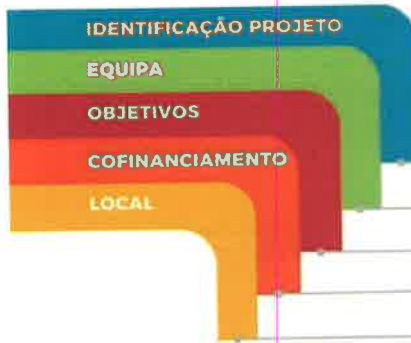 IDENTIFICAÇÃO PROJETO
EQUIPA
OBJETIVOS
COFINANCIAMENTO
LOCAL